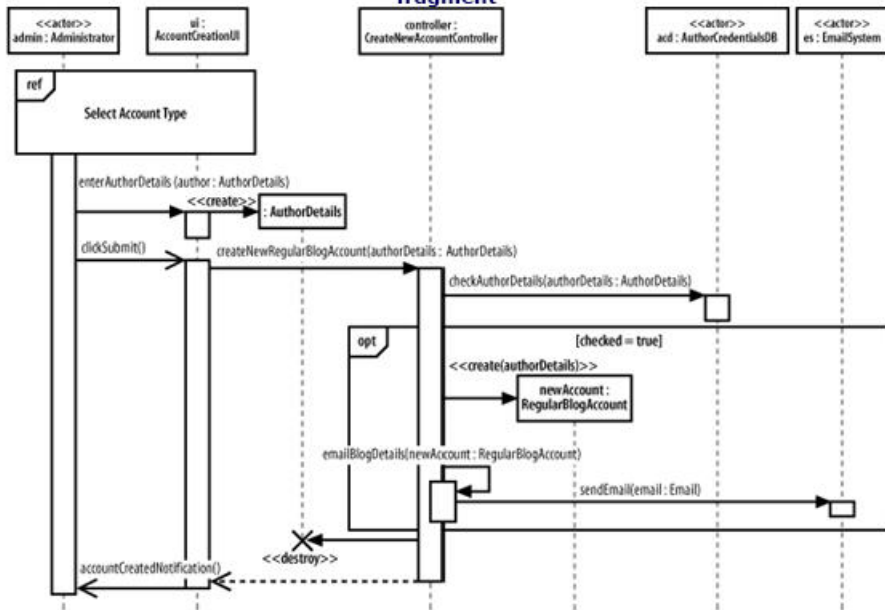 fragment
<<actor>>
admin : Administrator
ui :
AccountCreationUI
controller :
CreateNewAccountController
<<actor>>
acd : AuthorCredentialsDB
<<actor>>
es : EmailSystem
ref
Select Account Type
enterAuthorDetails (author : AuthorDetails)
<<create>>
: AuthorDetails
clickSubmit()
createNewRegularBlogAccount(authorDetails : AuthorDetails)
checkAuthorDetails(authorDetails : AuthorDetails)
opt
[checked = true]
<<create(authorDetails)>>
newAccount :
RegularBlogAccount
emailBlogDetails(newAccount : RegularBlogAccount)
sendEmail(email : Email)
<<destroy>>
accountCreatedNotification()